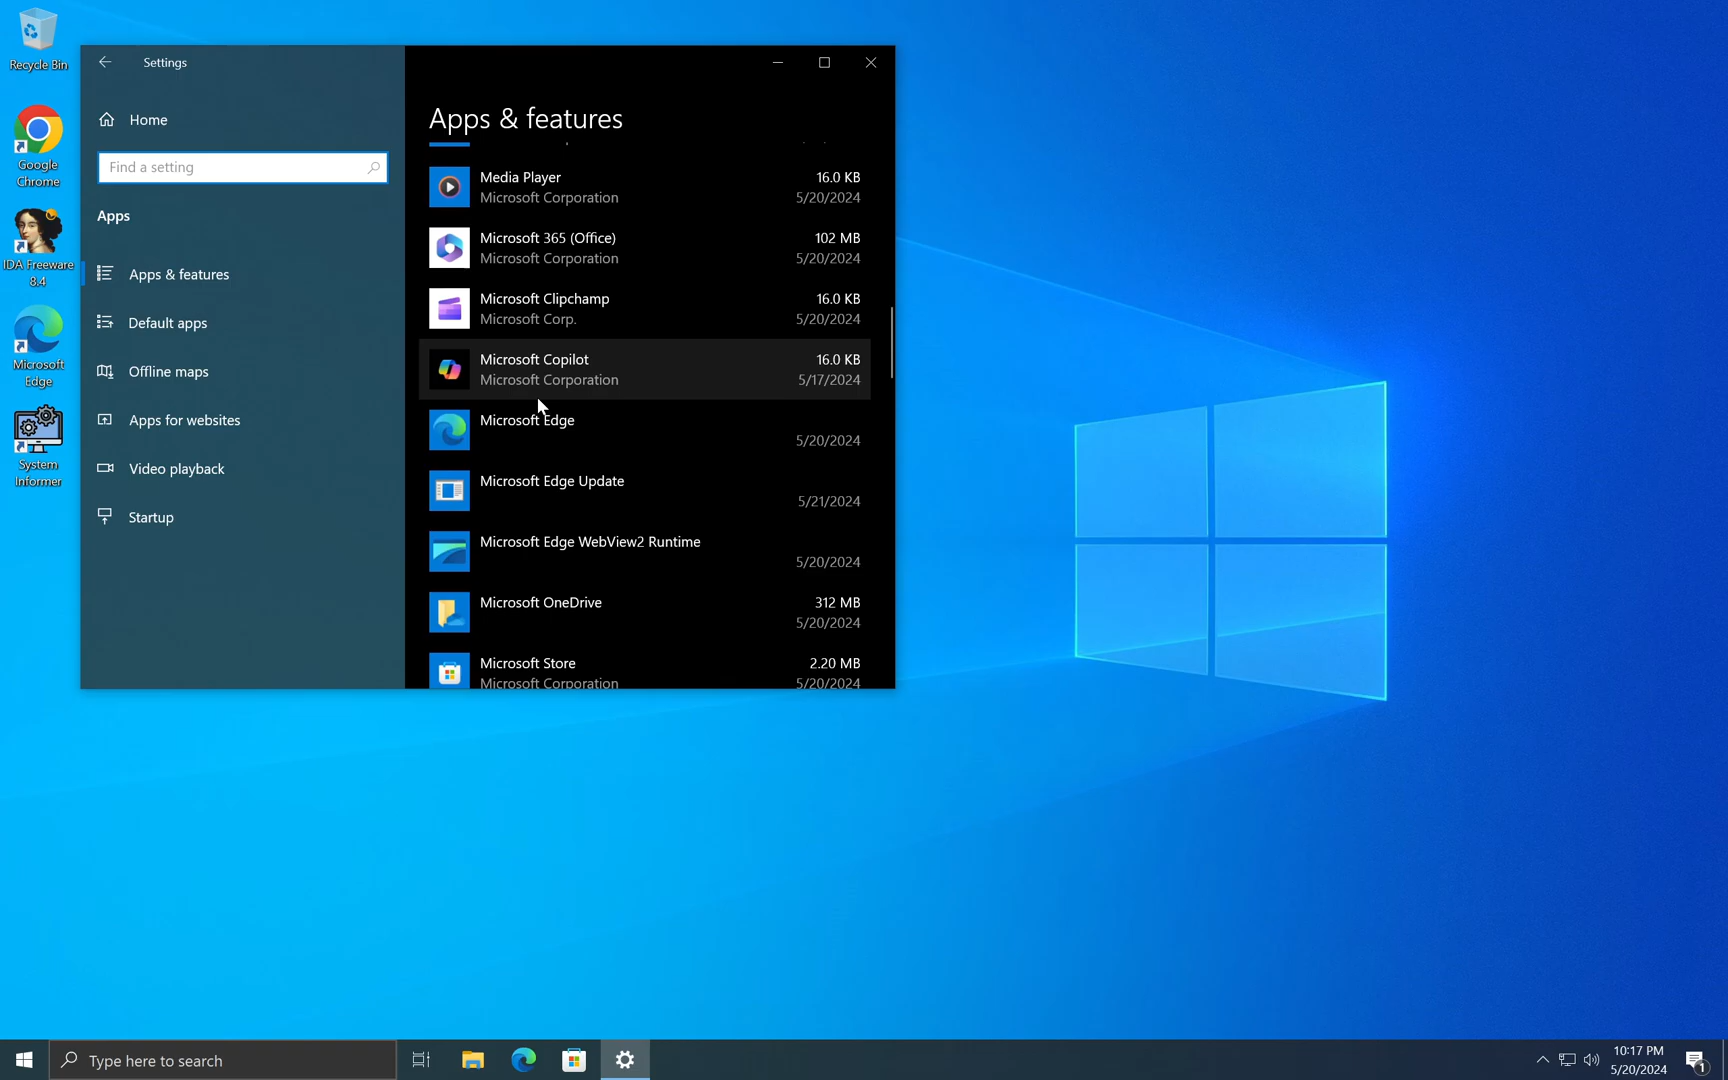 Recycle Bin
Google
Chrome
IDA Freeware
8.4
Microsoft
Edge
System
Informer
Settings
Home
Find a setting
Apps
Apps & features
Default apps
Offline maps
Apps for websites
Video playback
Startup
Apps & features
Media Player 16.0 KB
Microsoft Corporation 5/20/2024
Microsoft 365 (Office) 102 MB
Microsoft Corporation 5/20/2024
Microsoft Clipchamp 16.0 KB
Microsoft Corp. 5/20/2024
Microsoft Copilot 16.0 KB
Microsoft Corporation 5/17/2024
Microsoft Edge
5/20/2024
Microsoft Edge Update
5/21/2024
Microsoft Edge WebView2 Runtime
5/20/2024
Microsoft OneDrive 312 MB
5/20/2024
Microsoft Store 2.20 MB
Microsoft Corporation 5/20/2024
Type here to search
10:17 PM
5/20/2024
1